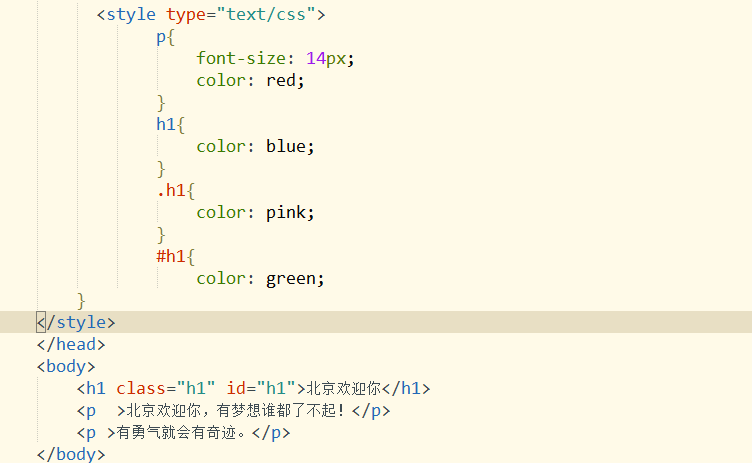 <style type="text/css">
p{
font-size: 14px;
color: red;
}
h1{
color: blue;
}
.h1{
color: pink;
}
#h1{
color: green;
}
</style>
</head>
<body>
<h1 class="h1" id="h1">北京欢迎你</h1>
<p  >北京欢迎你，有梦想谁都了不起！</p>
<p >有勇气就会有奇迹。</p>
</body>